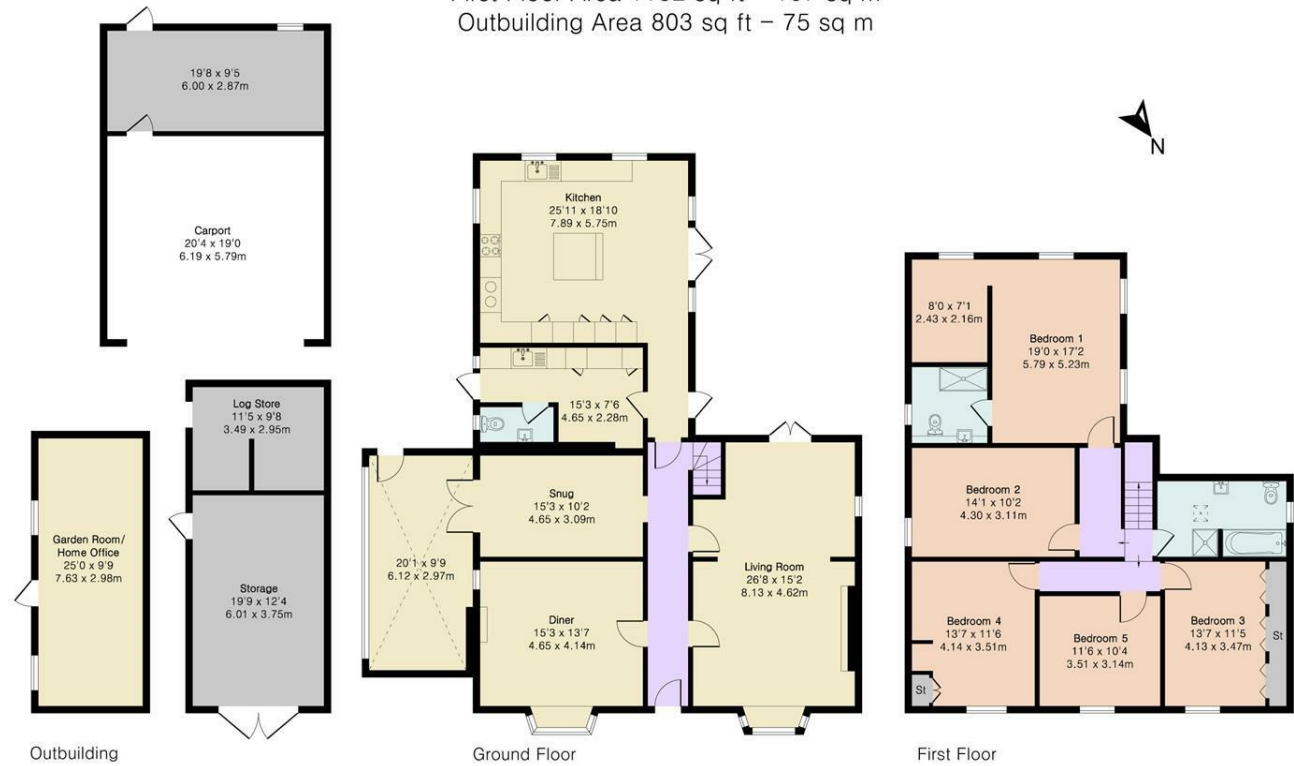 Outbuilding Area 803 sq ft – 75 sq m
19'8 x 9'5
6.00 x 2.87m
Carport
20'4 x 19'0
6.19 x 5.79m
Log Store
11'5 x 9'8
3.49 x 2.95m
Garden Room/
Home Office
25'0 x 9'9
7.63 x 2.98m
Storage
19'9 x 12'4
6.01 x 3.75m
Outbuilding
Kitchen
25'11 x 18'10
7.89 x 5.75m
15'3 x 7'6
4.65 x 2.28m
Snug
15'3 x 10'2
4.65 x 3.09m
20'1 x 9'9
6.12 x 2.97m
Diner
15'3 x 13'7
4.65 x 4.14m
Living Room
26'8 x 15'2
8.13 x 4.62m
Ground Floor
N
8'0 x 7'1
2.43 x 2.16m
Bedroom 1
19'0 x 17'2
5.79 x 5.23m
Bedroom 2
14'1 x 10'2
4.30 x 3.11m
Bedroom 4
13'7 x 11'6
4.14 x 3.51m
Bedroom 5
11'6 x 10'4
3.51 x 3.14m
Bedroom 3
13'7 x 11'5
4.13 x 3.47m
St
St
First Floor